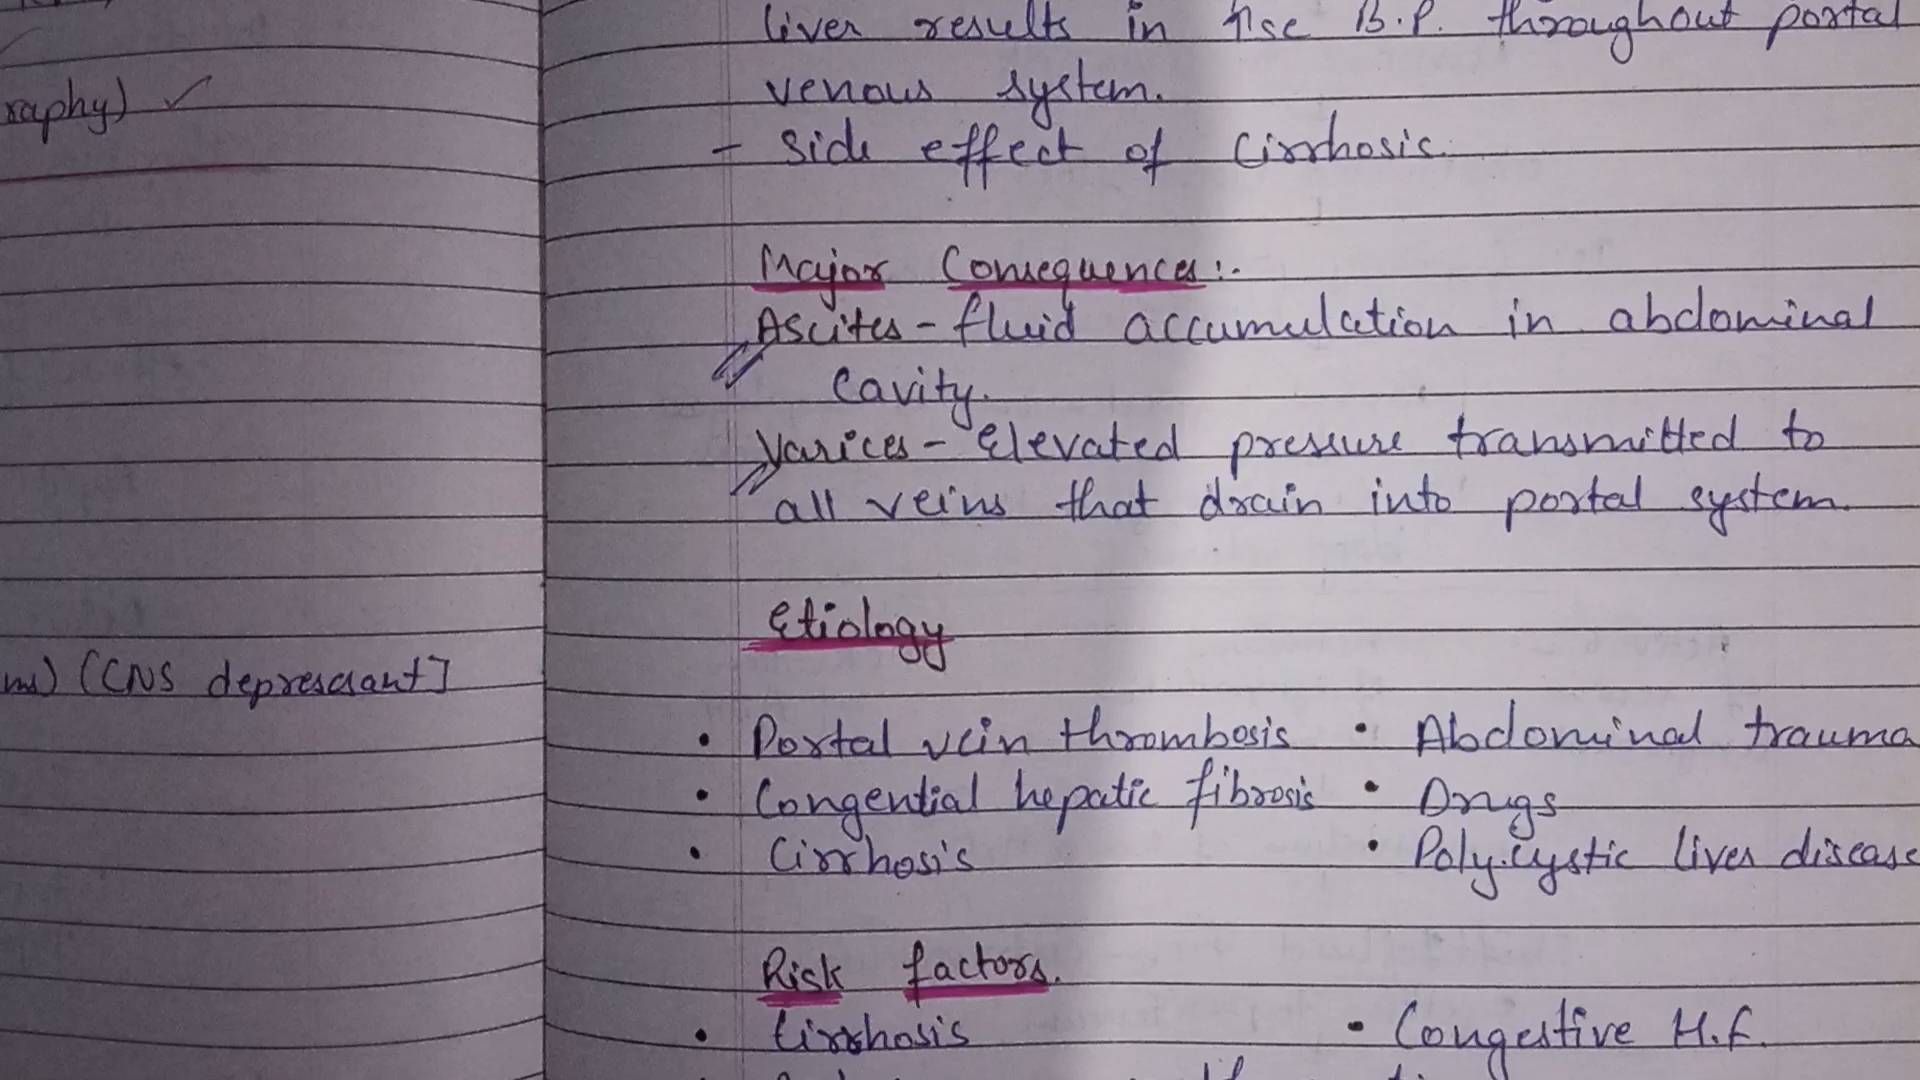 raphy) ✓
(CNS depressant]
liver results in rise B.P. throughout portal
venous system.
- Side effect of Cirrhosis.
Major Consequences:-
Ascites - fluid accumulation in abdominal
cavity.
Varices - Elevated pressure transmitted to
all veins that drain into portal system.
Etiology
• Portal vein thrombosis • Abdominal trauma
• Congential hepatic fibrosis • Drugs
• Cirrhosis • Polycystic liver disease
Risk factors.
• Cirrhosis • Congestive H.F.